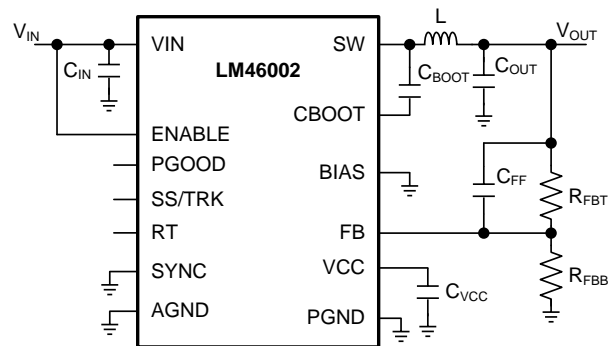 V_IN
VIN
SW
L
V_OUT
C_IN
LM46002
C_BOOT
C_OUT
CBOOT
ENABLE
PGOOD
BIAS
C_FF
R_FBT
SS/TRK
RT
FB
SYNC
VCC
C_VCC
R_FBB
AGND
PGND